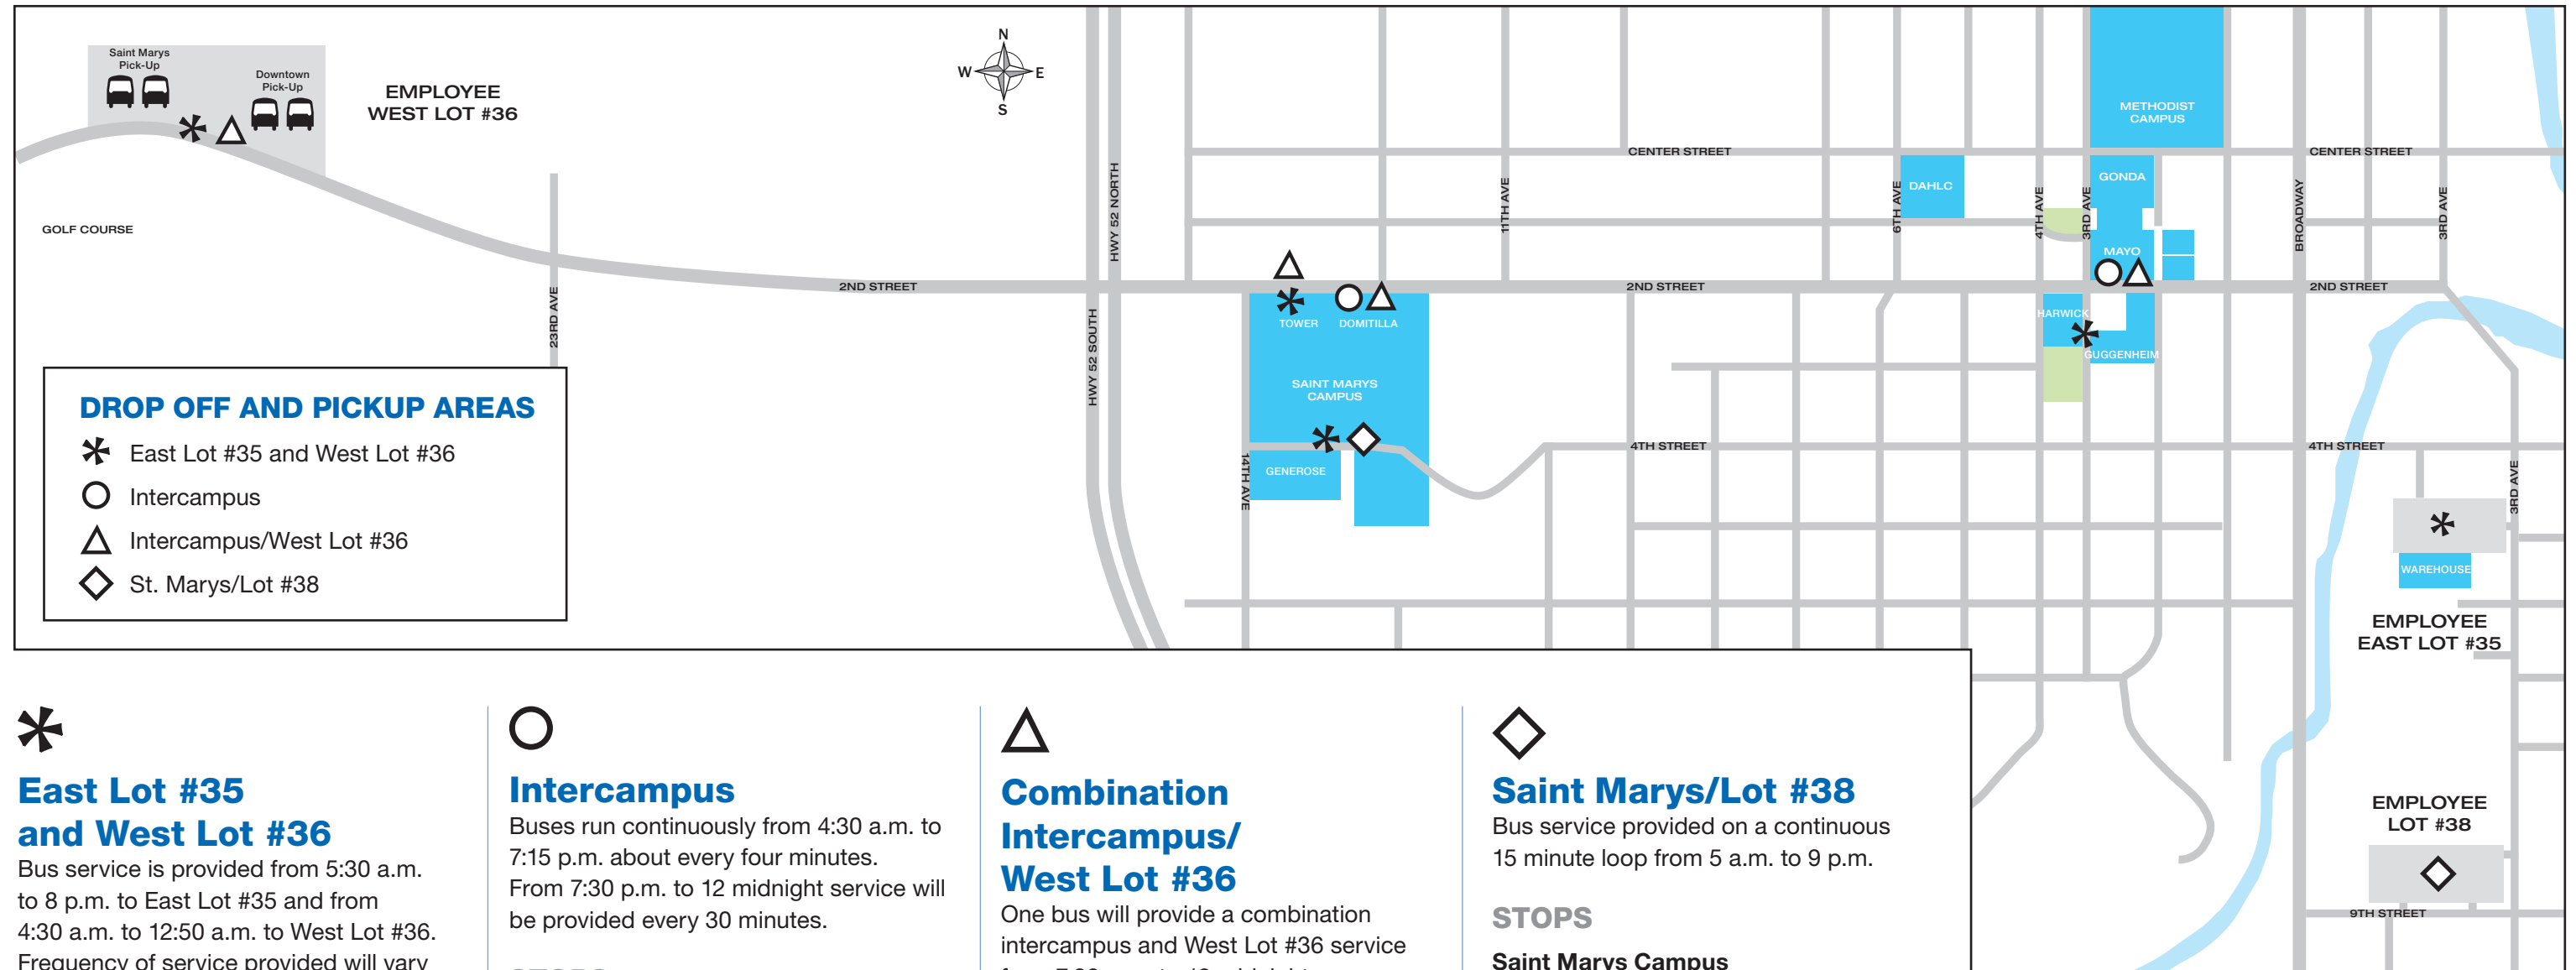 Saint Marys
Pick-Up
Downtown
Pick-Up
EMPLOYEE
WEST LOT #36
N
W
E
S
GOLF COURSE
23RD AVE
2ND STREET
HWY 52 NORTH
HWY 52 SOUTH
CENTER STREET
CENTER STREET
11TH AVE
6TH AVE
4TH AVE
3RD AVE
BROADWAY
3RD AVE
METHODIST
CAMPUS
DAHLC
GONDA
MAYO
2ND STREET
2ND STREET
TOWER
DOMITILLA
HARWICK
GUGGENHEIM
SAINT MARYS
CAMPUS
14TH AVE
GENEROSE
4TH STREET
4TH STREET
3RD AVE
WAREHOUSE
EMPLOYEE
EAST LOT #35
EMPLOYEE
LOT #38
9TH STREET
DROP OFF AND PICKUP AREAS
East Lot #35 and West Lot #36
Intercampus
Intercampus/West Lot #36
St. Marys/Lot #38
East Lot #35
and West Lot #36
Bus service is provided from 5:30 a.m.
to 8 p.m. to East Lot #35 and from
4:30 a.m. to 12:50 a.m. to West Lot #36.
Frequency of service provided will vary
Intercampus
Buses run continuously from 4:30 a.m. to
7:15 p.m. about every four minutes.
From 7:30 p.m. to 12 midnight service will
be provided every 30 minutes.
Combination
Intercampus/
West Lot #36
One bus will provide a combination
intercampus and West Lot #36 service
Saint Marys/Lot #38
Bus service provided on a continuous
15 minute loop from 5 a.m. to 9 p.m.
STOPS
Saint Marys Campus